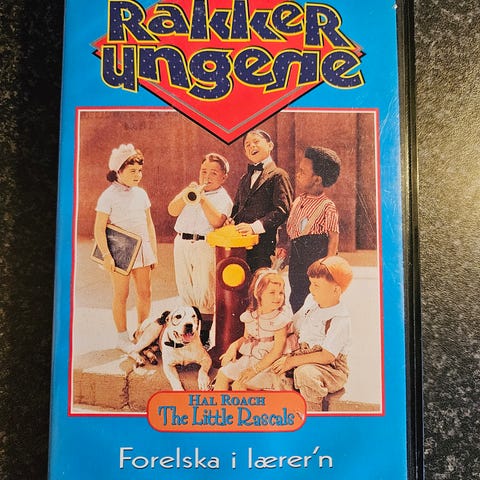 Rakker
ungene
HAL ROACH
The Little Rascals
Forelska i lærer'n